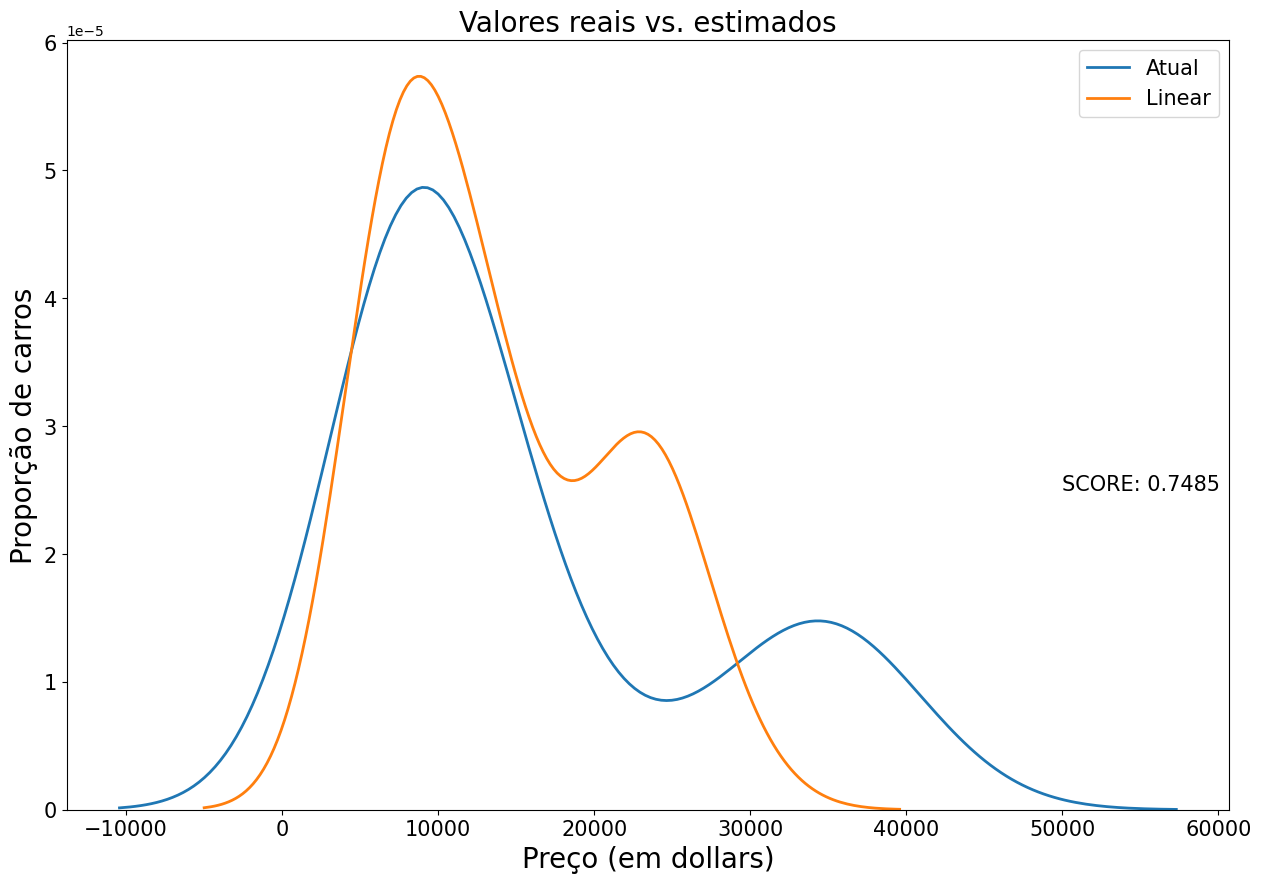 Valores reais vs. estimados
1e−5
Atual
Linear
6
5
4
3
2
1
0
Proporção de carros
SCORE: 0.7485
−10000 0 10000 20000 30000 40000 50000 60000
Preço (em dollars)